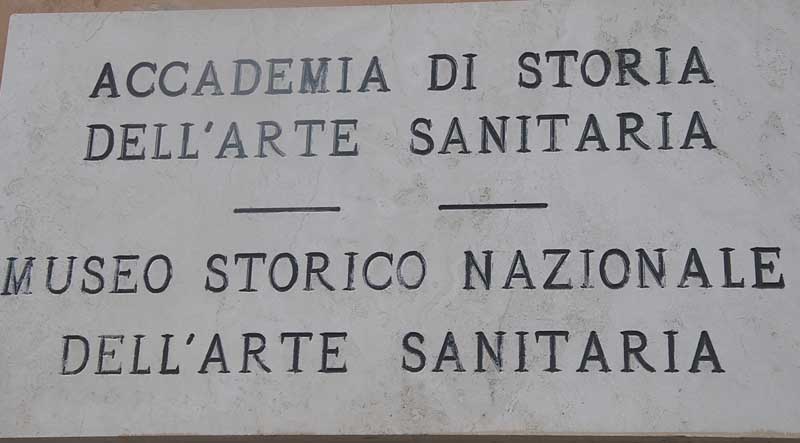 ACCADEMIA DI STORIA
DELL'ARTE SANITARIA
MUSEO STORICO NAZIONALE
DELL'ARTE SANITARIA